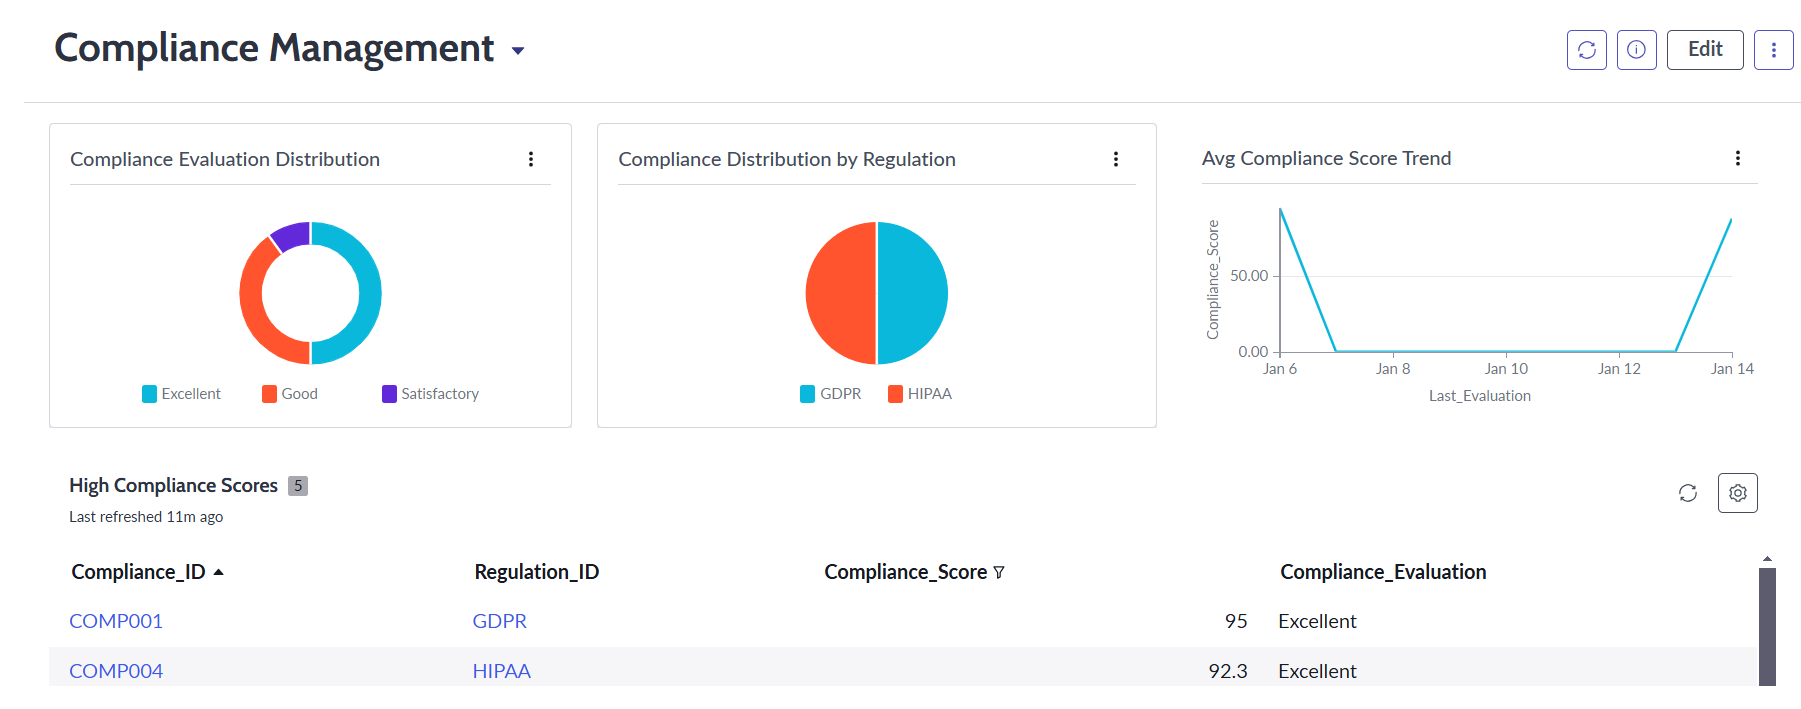 Compliance Management
Edit
Compliance Evaluation Distribution
Excellent
Good
Satisfactory
Compliance Distribution by Regulation
GDPR
HIPAA
Avg Compliance Score Trend
Compliance_Score
50.00
0.00
Jan 6
Jan 8
Jan 10
Jan 12
Jan 14
Last_Evaluation
High Compliance Scores 5
Last refreshed 11m ago
Compliance_ID Regulation_ID Compliance_Score Compliance_Evaluation
COMP001 GDPR 95 Excellent
COMP004 HIPAA 92.3 Excellent